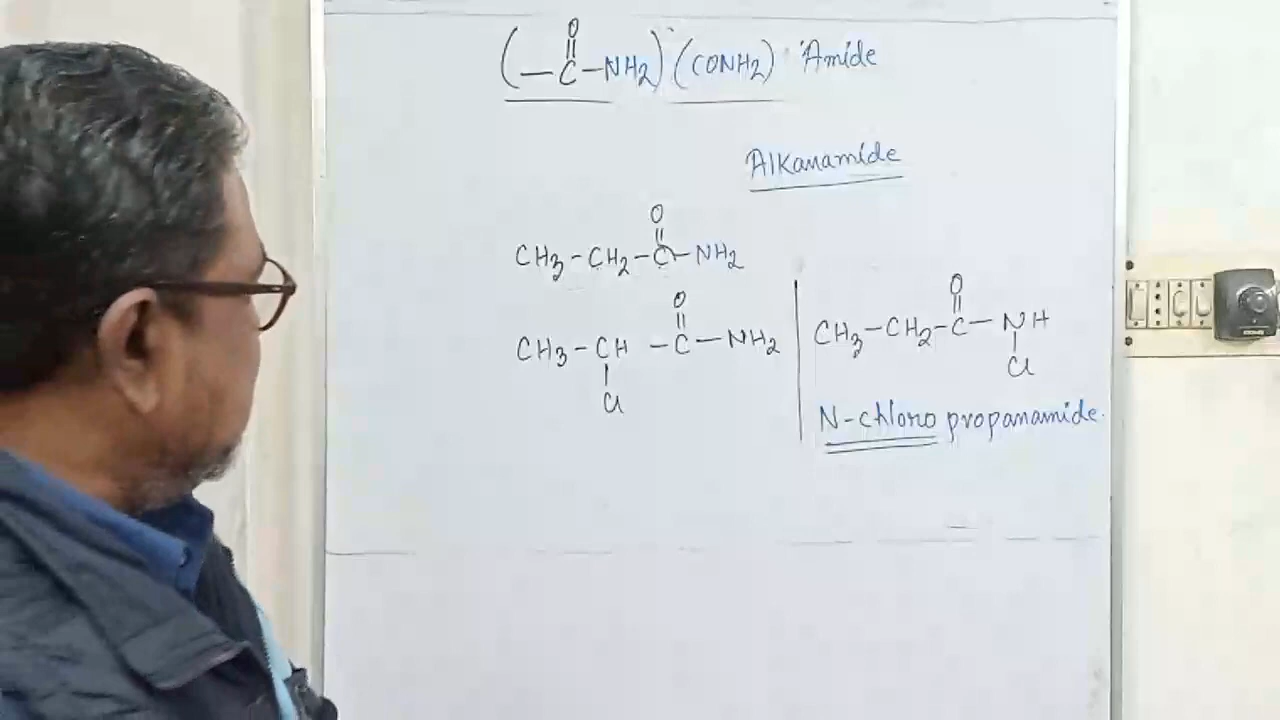 (—C(=O)—NH2) (CONH2) Amide
Alkanamide
O
CH3-CH2-C-NH2
O
CH3-CH-C-NH2
Cl
O
CH3-CH2-C-NH
Cl
N-chloro propanamide.